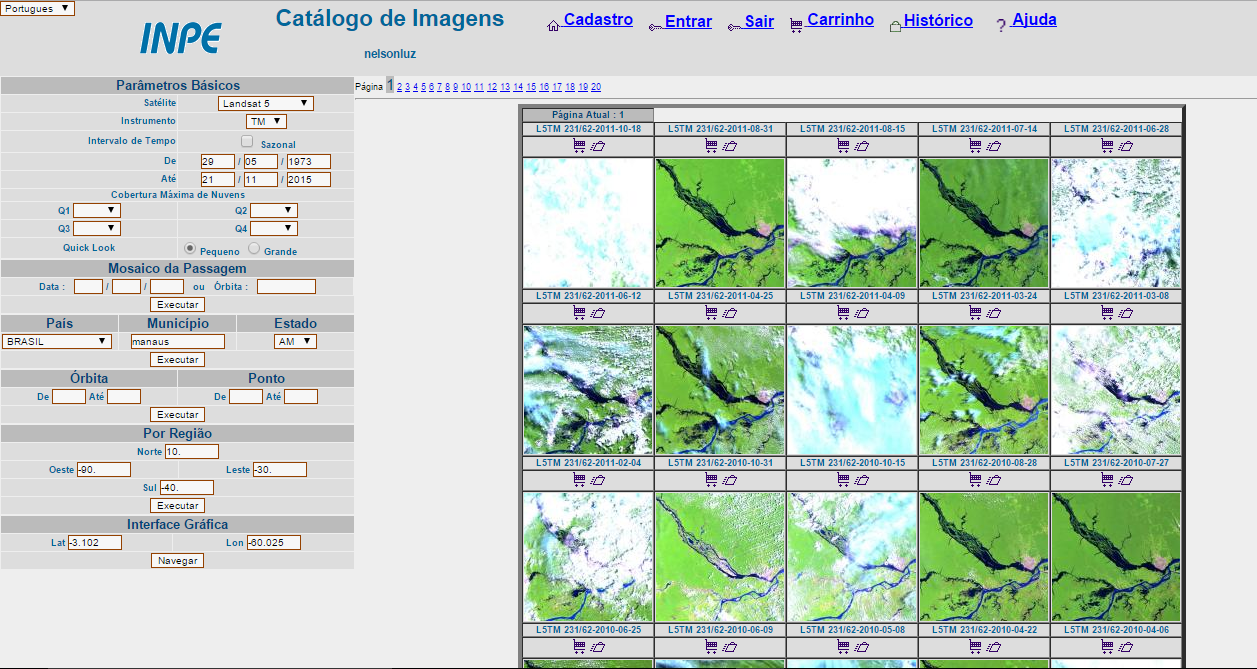 Portugues
INPE
Catálogo de Imagens
nelsonluz
Cadastro Entrar Sair Carrinho Histórico ? Ajuda
Parâmetros Básicos
Satélite Landsat 5
Instrumento TM
Intervalo de Tempo Sazonal
De 29 / 05 / 1973
Até 21 / 11 / 2015
Cobertura Máxima de Nuvens
Q1 Q2
Q3 Q4
Quick Look Pequeno Grande
Mosaico da Passagem
Data : / / ou Órbita :
Executar
País Município Estado
BRASIL manaus AM
Executar
Órbita Ponto
De Até De Até
Executar
Por Região
Norte 10.
Oeste -90. Leste -30.
Sul -40.
Executar
Interface Gráfica
Lat -3.102 Lon -60.025
Navegar
Página 1 2 3 4 5 6 7 8 9 10 11 12 13 14 15 16 17 18 19 20
Página Atual : 1
L5TM 231/62-2011-10-18 L5TM 231/62-2011-08-31 L5TM 231/62-2011-08-15 L5TM 231/62-2011-07-14 L5TM 231/62-2011-06-28
L5TM 231/62-2011-06-12 L5TM 231/62-2011-04-25 L5TM 231/62-2011-04-09 L5TM 231/62-2011-03-24 L5TM 231/62-2011-03-08
L5TM 231/62-2011-02-04 L5TM 231/62-2010-10-31 L5TM 231/62-2010-10-15 L5TM 231/62-2010-08-28 L5TM 231/62-2010-07-27
L5TM 231/62-2010-06-25 L5TM 231/62-2010-06-09 L5TM 231/62-2010-05-08 L5TM 231/62-2010-04-22 L5TM 231/62-2010-04-06